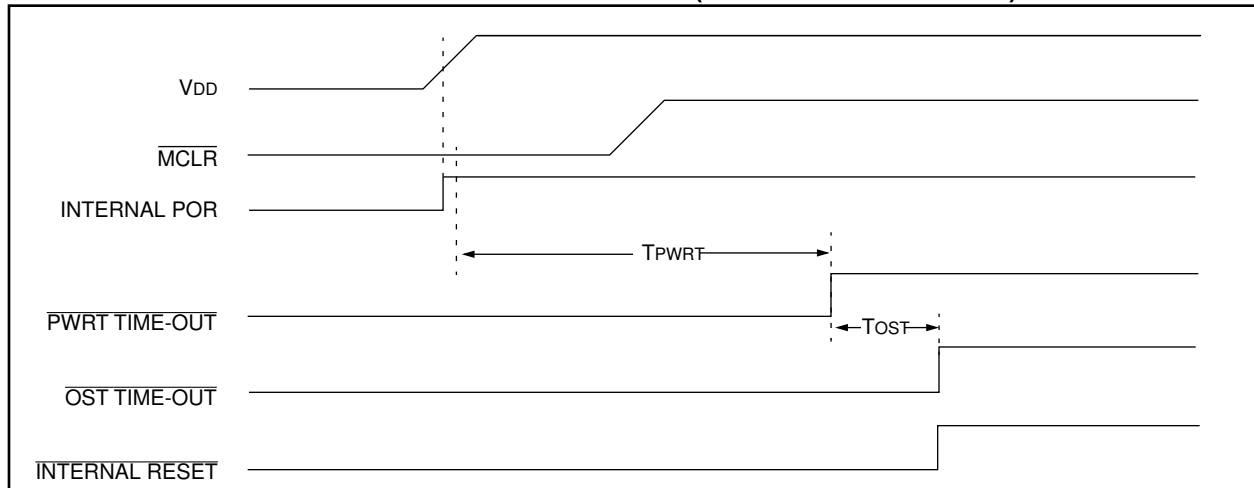 VDD
MCLR
INTERNAL POR
TPWRT
PWRT TIME-OUT
TOST
OST TIME-OUT
INTERNAL RESET